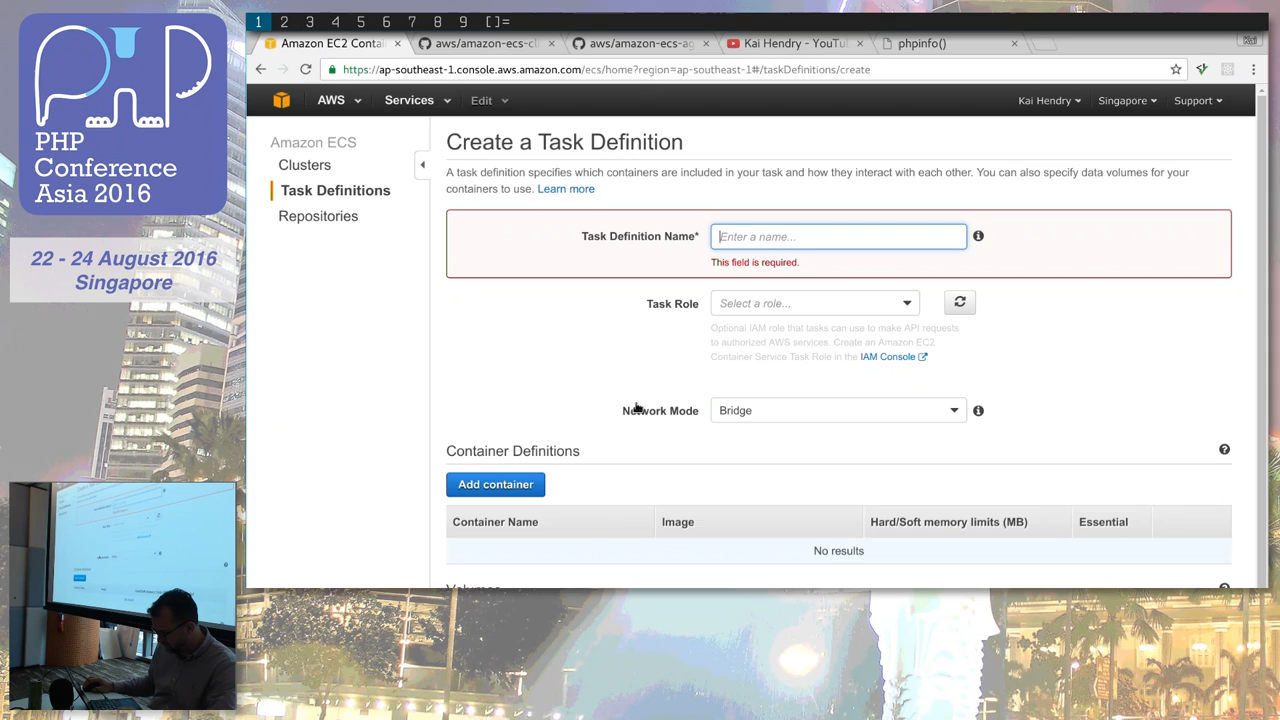 PHP
Conference
Asia 2016
22 - 24 August 2016
Singapore
1 2 3 4 5 6 7 8 9 []=
Amazon EC2 Contai
aws/amazon-ecs-cli
aws/amazon-ecs-ag
Kai Hendry - YouTu
phpinfo()
Kai
https://ap-southeast-1.console.aws.amazon.com/ecs/home?region=ap-southeast-1#/taskDefinitions/create
AWS Services Edit Kai Hendry Singapore Support
Amazon ECS
Clusters
Task Definitions
Repositories
Create a Task Definition
A task definition specifies which containers are included in your task and how they interact with each other. You can also specify data volumes for your
containers to use. Learn more
Task Definition Name* Enter a name...
This field is required.
Task Role Select a role...
Optional IAM role that tasks can use to make API requests
to authorized AWS services. Create an Amazon EC2
Container Service Task Role in the IAM Console
Network Mode Bridge
Container Definitions
Add container
Container Name Image Hard/Soft memory limits (MB) Essential
No results
Volumes